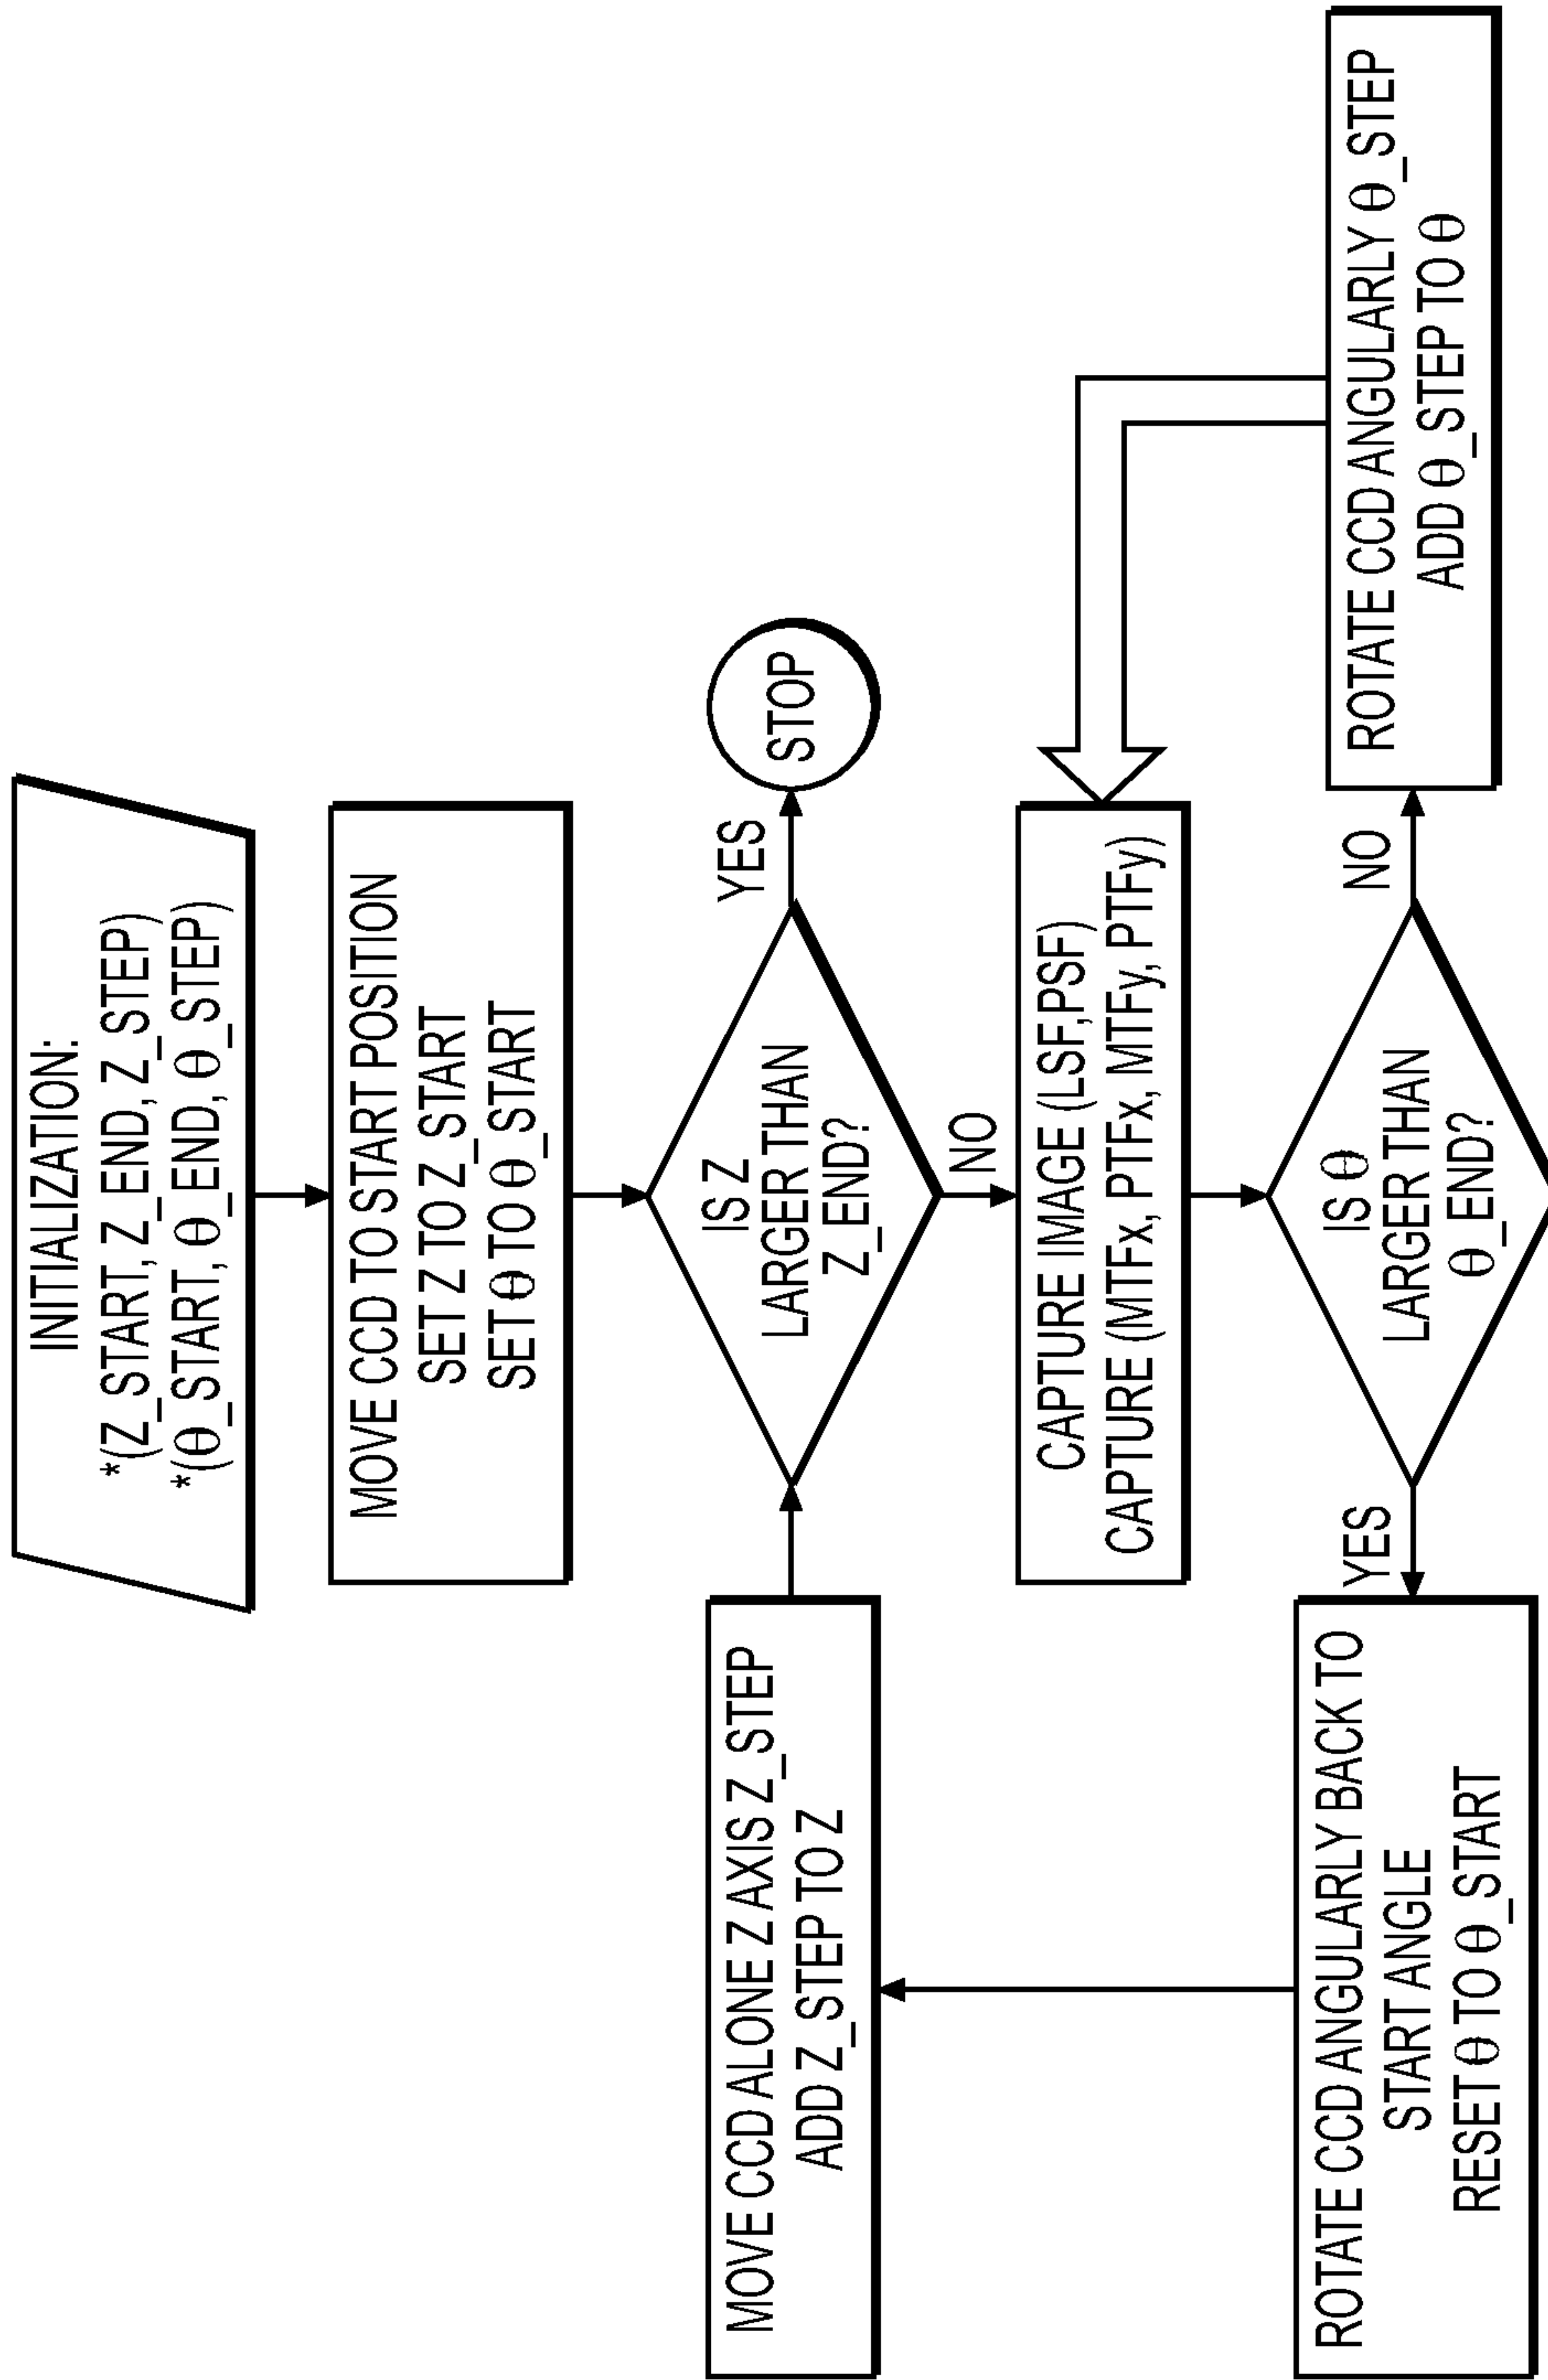 INITIALIZATION:
*(Z_START, Z_END, Z_STEP)
*(θ_START, θ_END, θ_STEP)
MOVE CCD TO START POSITION
SET Z TO Z_START
SET θ TO θ_START
IS Z
LARGER THAN
Z_END?
YES
STOP
NO
MOVE CCD ALONE Z AXIS Z_STEP
ADD Z_STEP TO Z
CAPTURE IMAGE (LSF,PSF)
CAPTURE (MTFx, PTFx, MTFy, PTFy)
IS θ
LARGER THAN
θ_END?
YES
NO
ROTATE CCD ANGULARLY BACK TO
START ANGLE
RESET θ TO θ_START
ROTATE CCD ANGULARLY θ_STEP
ADD θ_STEP TO θ